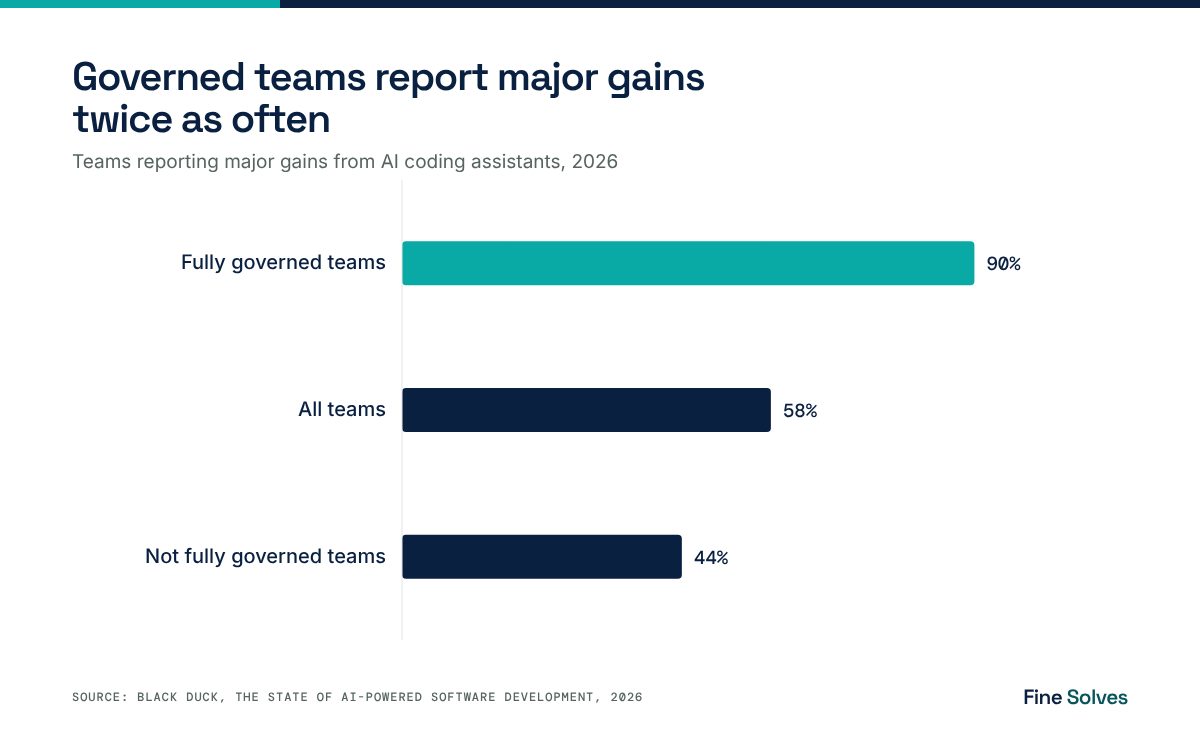 Governed teams report major gains
twice as often
Teams reporting major gains from AI coding assistants, 2026
Fully governed teams
90%
All teams
58%
Not fully governed teams
44%
SOURCE: BLACK DUCK, THE STATE OF AI-POWERED SOFTWARE DEVELOPMENT, 2026
Fine Solves